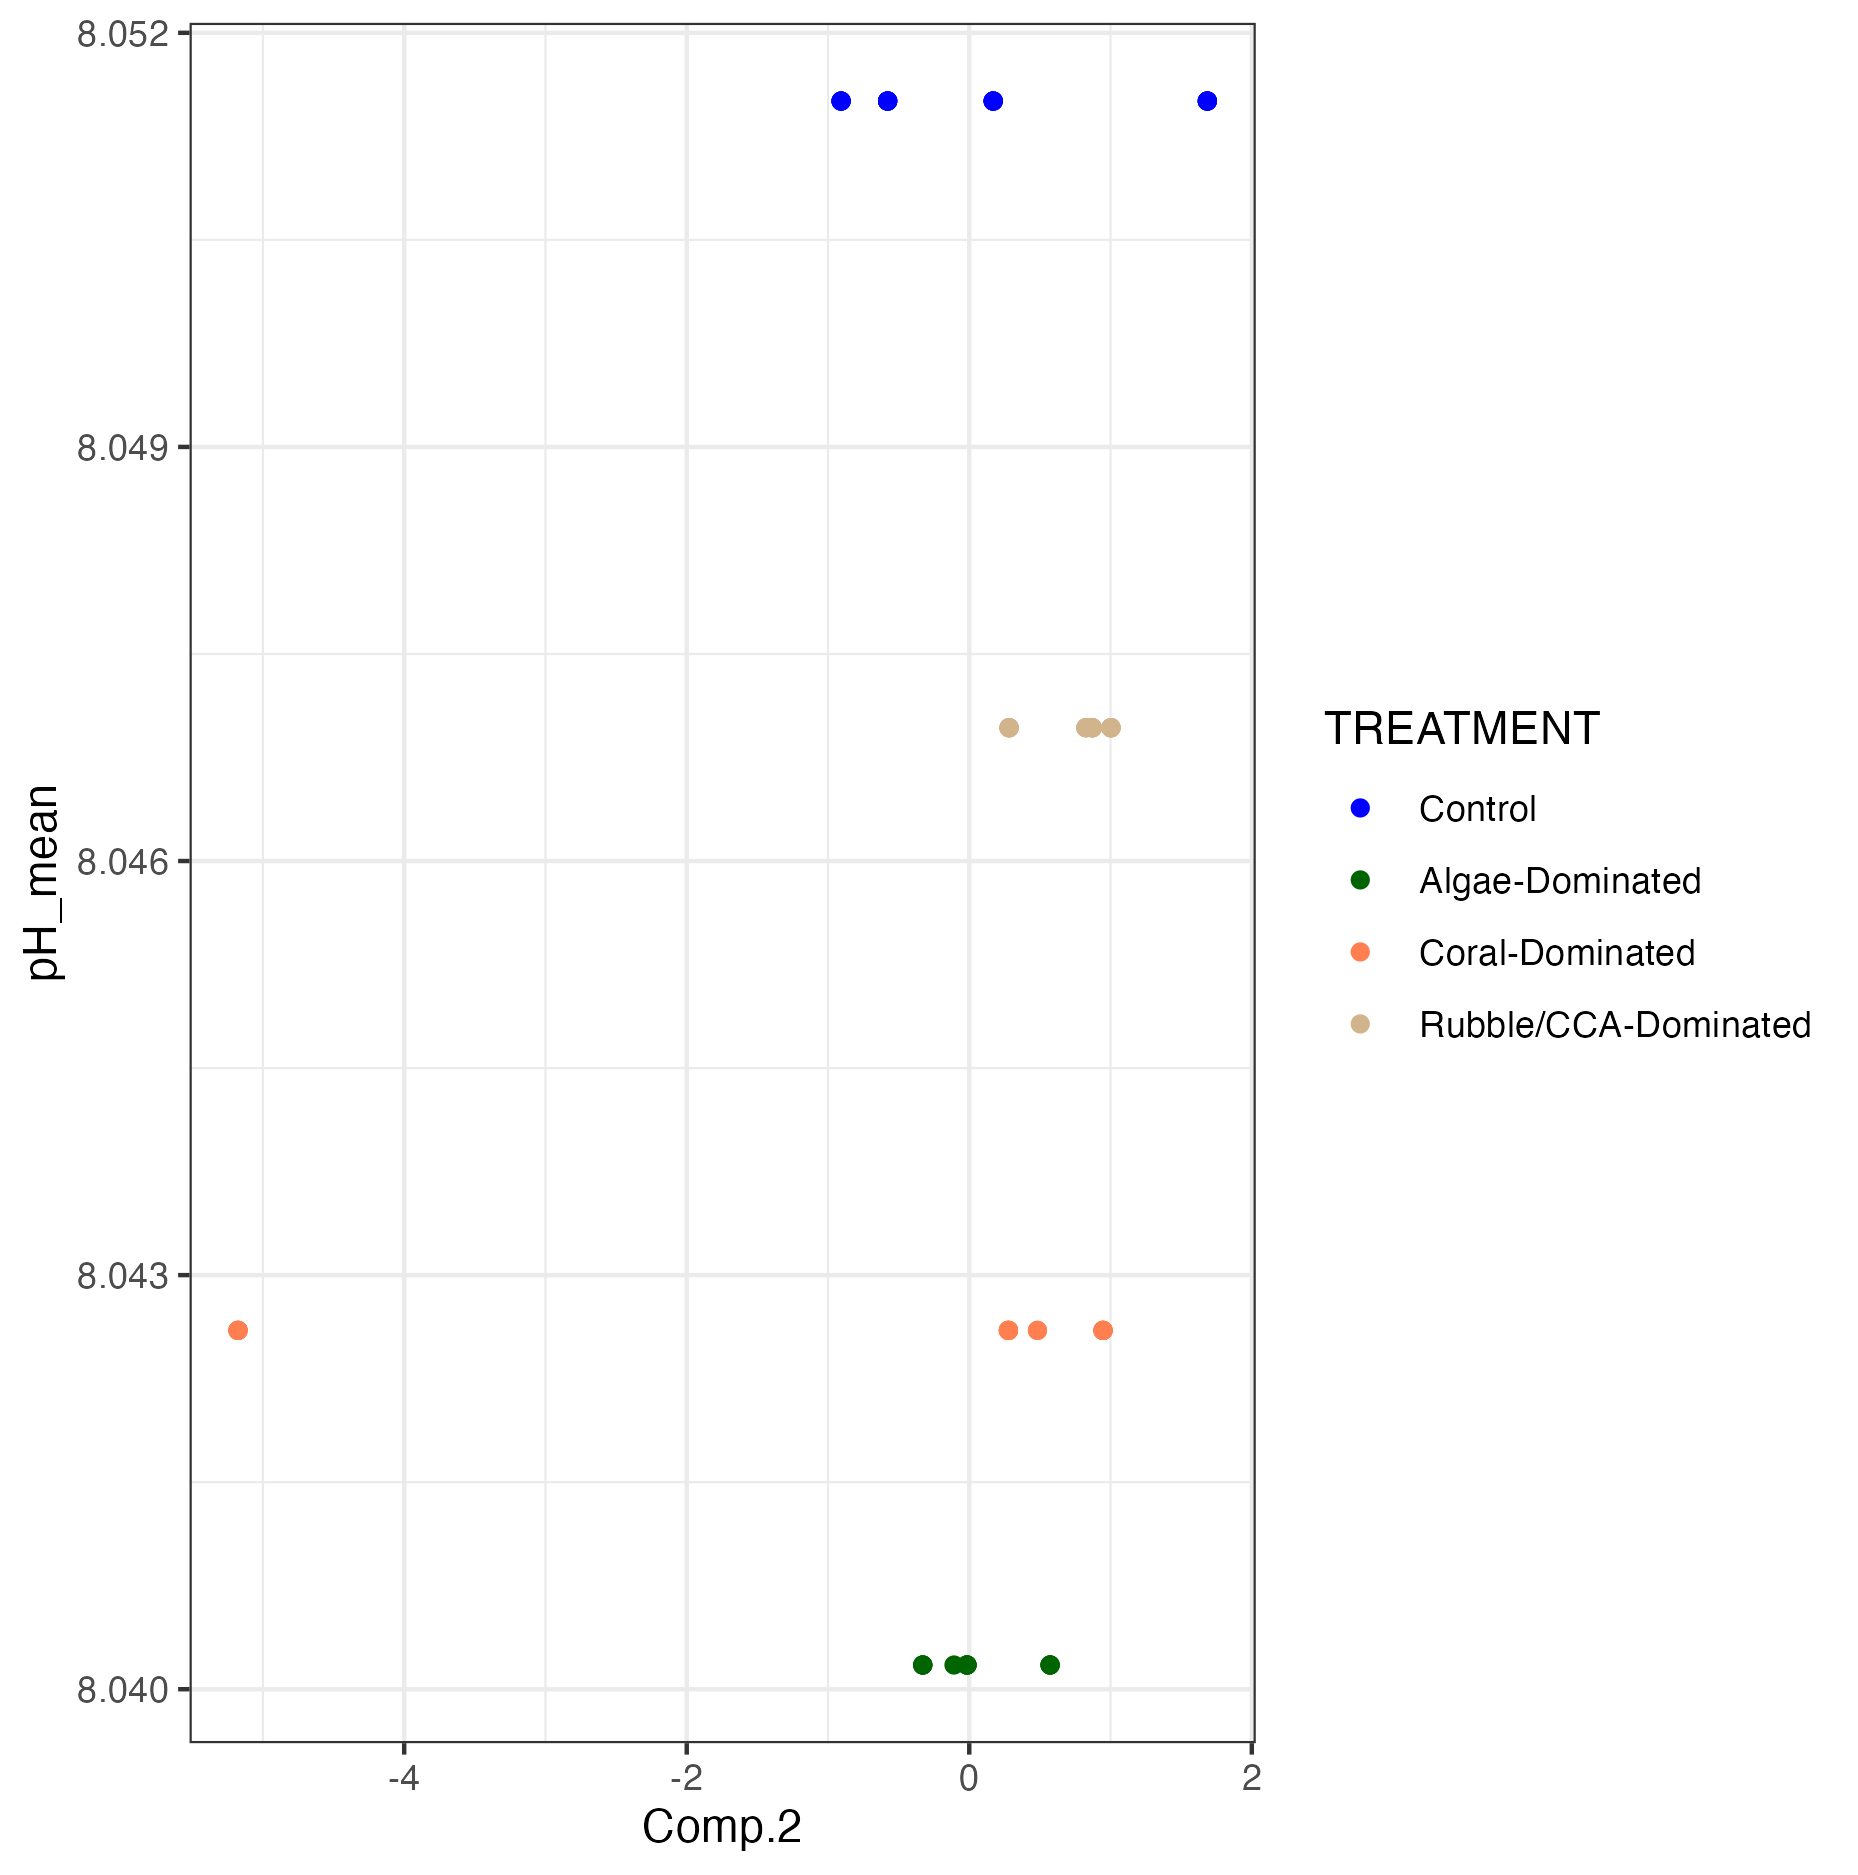 8.052
8.049
8.046
8.043
8.040
pH_mean
-4
-2
0
2
Comp.2
TREATMENT
Control
Algae-Dominated
Coral-Dominated
Rubble/CCA-Dominated